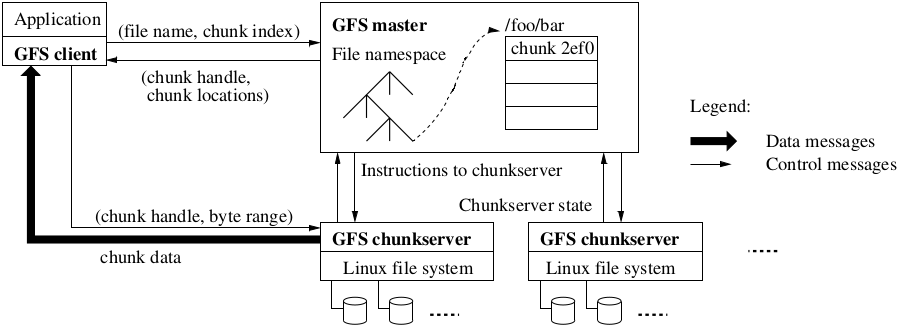 Application
GFS client
(file name, chunk index)
(chunk handle,
chunk locations)
GFS master
File namespace
/foo/bar
chunk 2ef0
Legend:
Data messages
Control messages
Instructions to chunkserver
Chunkserver state
(chunk handle, byte range)
chunk data
GFS chunkserver
Linux file system
GFS chunkserver
Linux file system